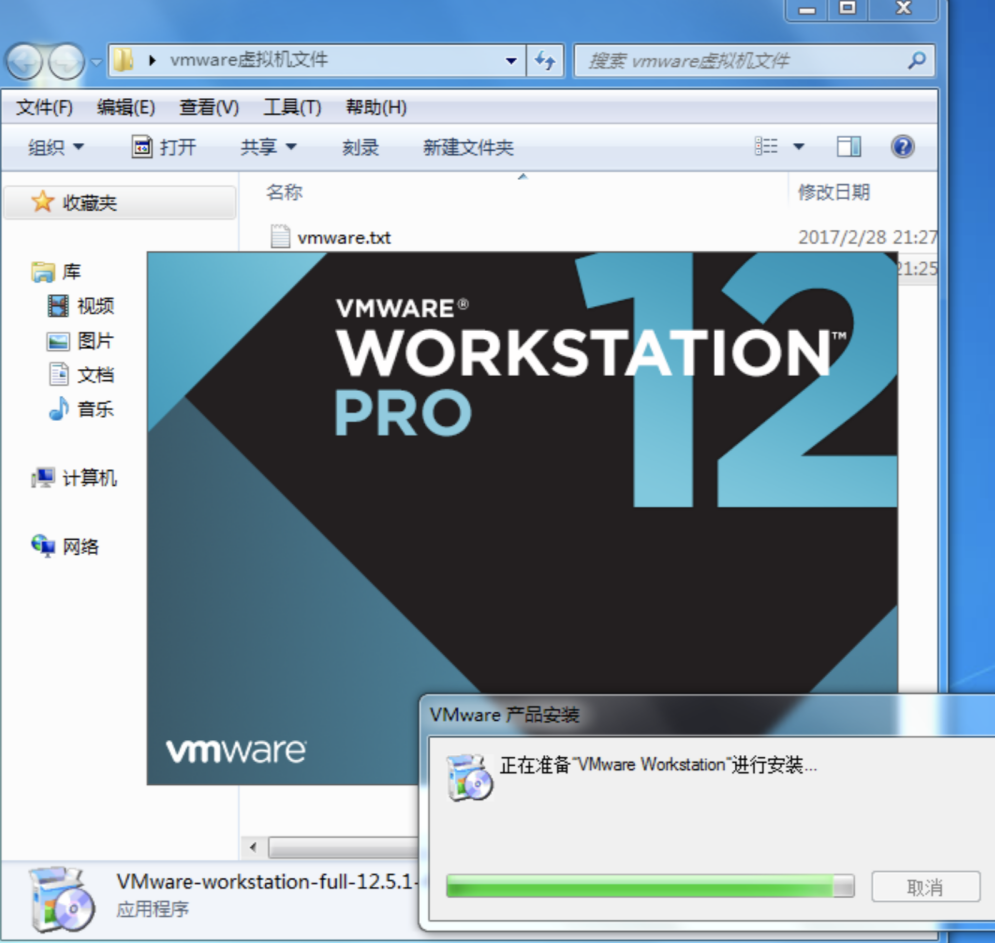 vmware虚拟机文件
搜索 vmware虚拟机文件
文件(F) 编辑(E) 查看(V) 工具(T) 帮助(H)
组织 打开 共享 刻录 新建文件夹
收藏夹
名称 修改日期
vmware.txt 2017/2/28 21:27
21:25
库
视频
图片
文档
音乐
计算机
网络
VMWARE®
WORKSTATION™
PRO
12
vmware
VMware 产品安装
正在准备"VMware Workstation"进行安装...
取消
VMware-workstation-full-12.5.1-
应用程序